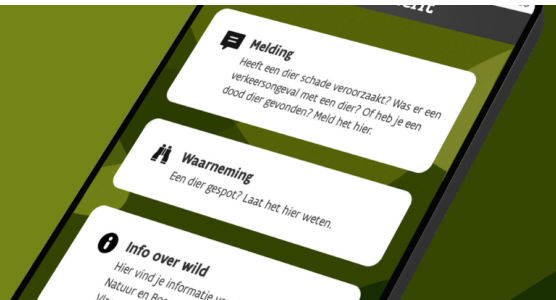 Melding
Heeft een dier schade veroorzaakt? Was er een
verkeersongeval met een dier? Of heb je een
dood dier gevonden? Meld het hier.
Waarneming
Een dier gespot? Laat het hier weten.
Info over wild
Hier vind je informatie
Natuur en